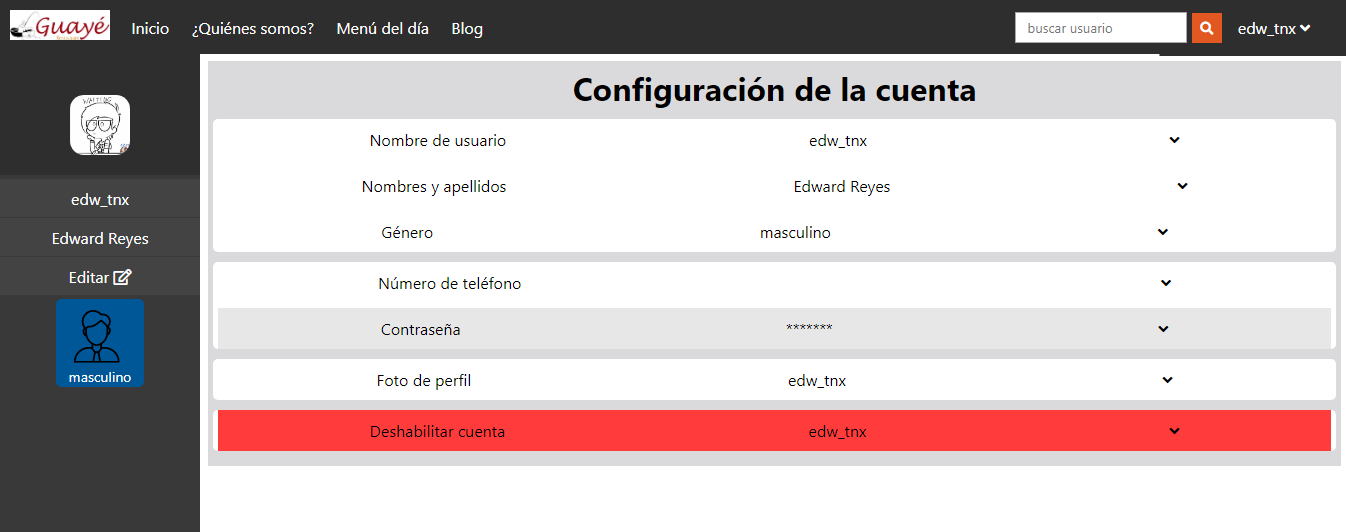 Guayé
Inicio ¿Quiénes somos? Menú del día Blog
buscar usuario
edw_tnx
WAITING
edw_tnx
Edward Reyes
Editar
masculino
Configuración de la cuenta
Nombre de usuario edw_tnx
Nombres y apellidos Edward Reyes
Género masculino
Número de teléfono
Contraseña *******
Foto de perfil edw_tnx
Deshabilitar cuenta edw_tnx